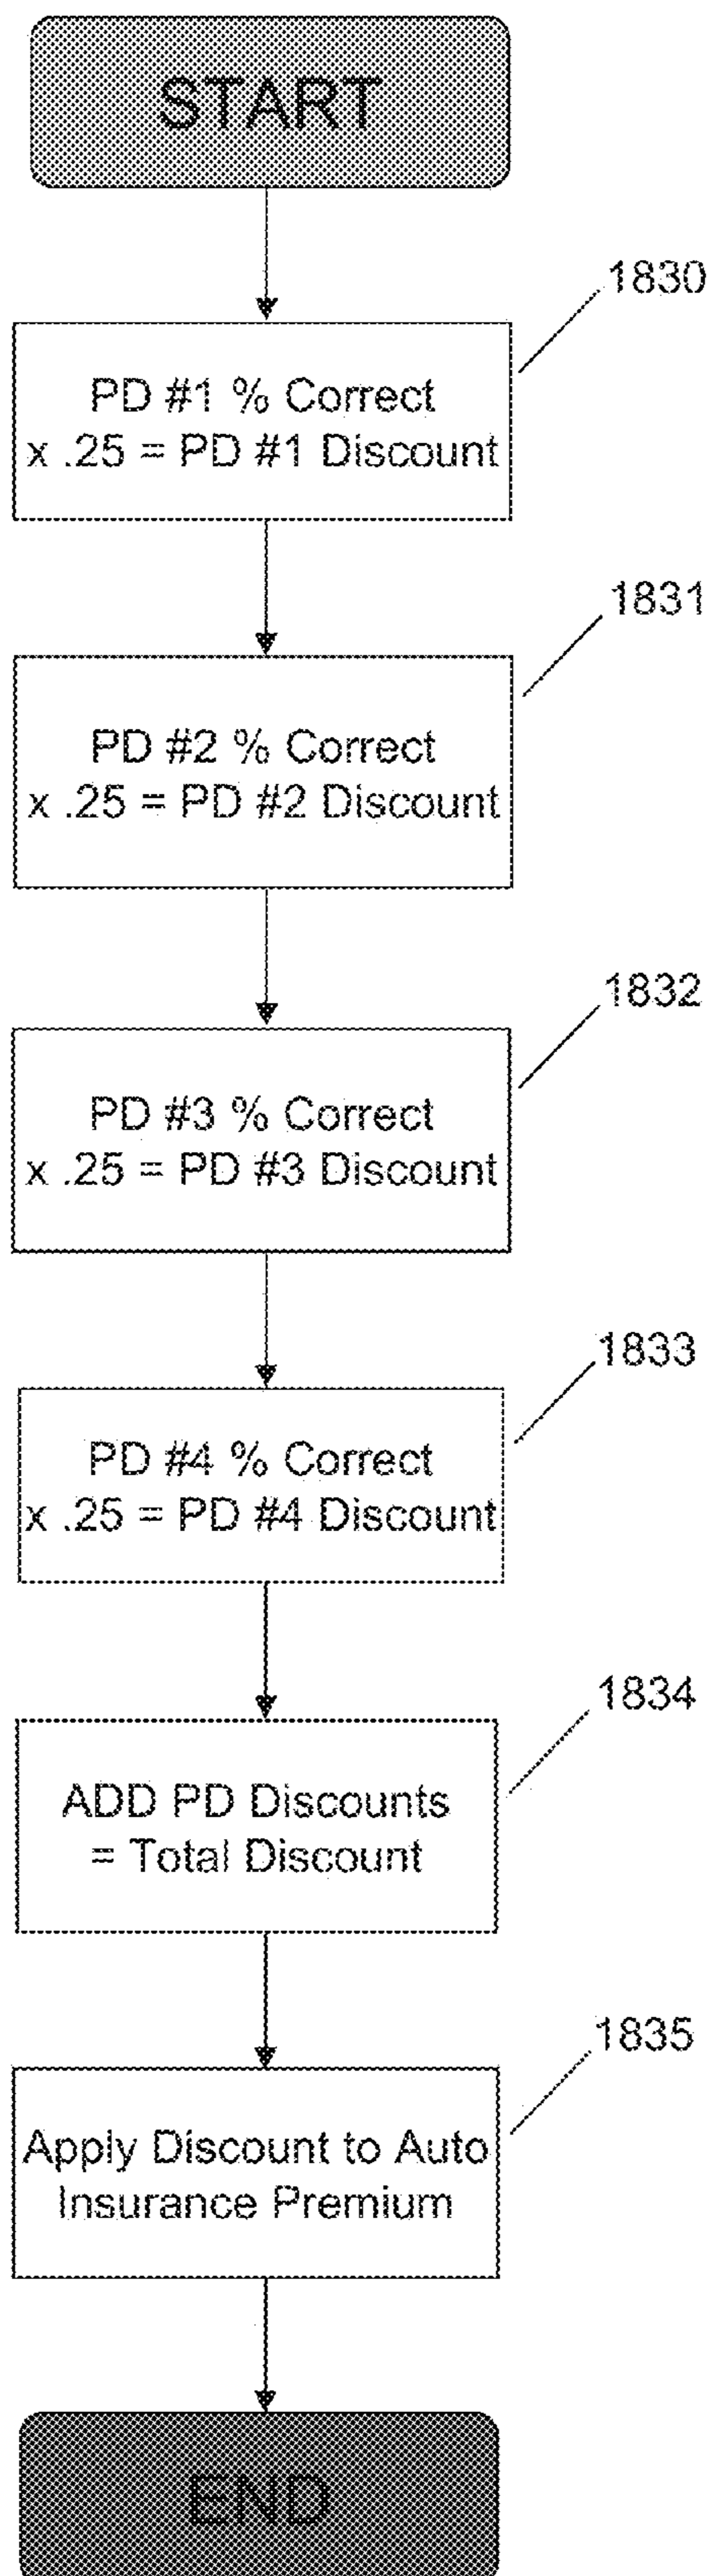 START
1830
PD #1 % Correct
x .25 = PD #1 Discount
1831
PD #2 % Correct
x .25 = PD #2 Discount
1832
PD #3 % Correct
x .25 = PD #3 Discount
1833
PD #4 % Correct
x .25 = PD #4 Discount
1834
ADD PD Discounts
= Total Discount
1835
Apply Discount to Auto
Insurance Premium
END